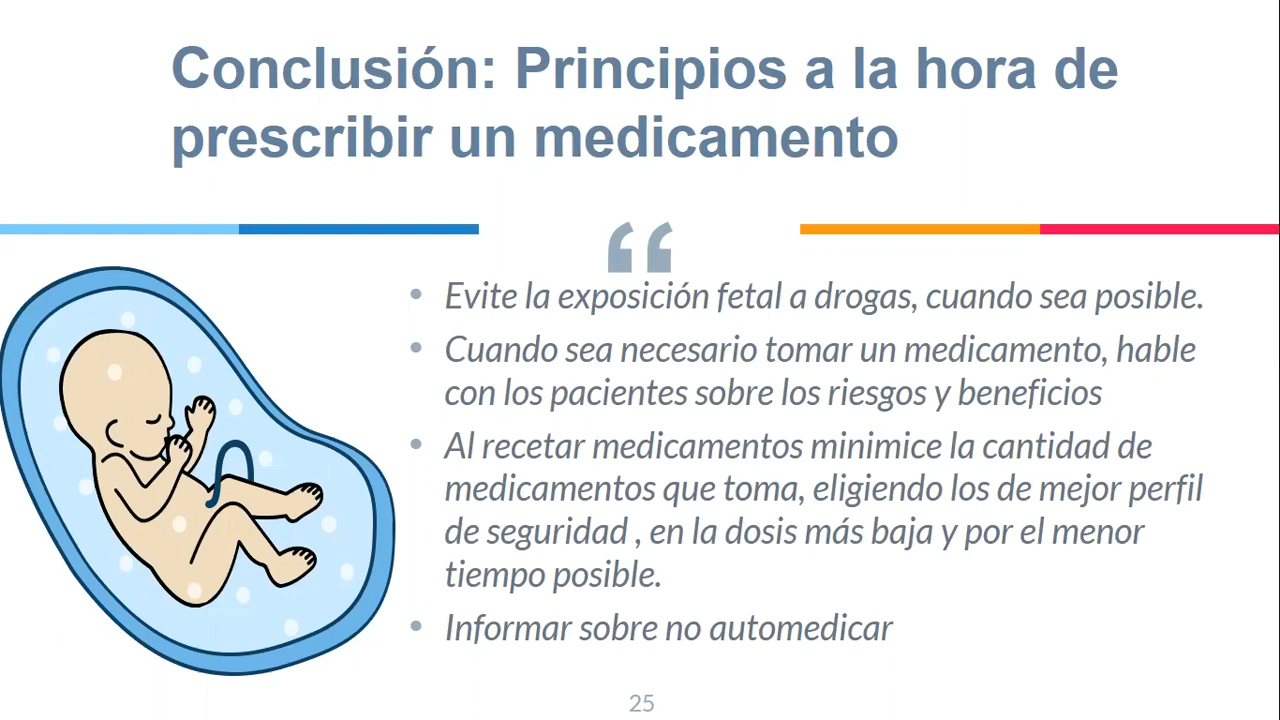 Conclusión: Principios a la hora de
prescribir un medicamento
“
• Evite la exposición fetal a drogas, cuando sea posible.
• Cuando sea necesario tomar un medicamento, hable
con los pacientes sobre los riesgos y beneficios
• Al recetar medicamentos minimice la cantidad de
medicamentos que toma, eligiendo los de mejor perfil
de seguridad , en la dosis más baja y por el menor
tiempo posible.
• Informar sobre no automedicar
25